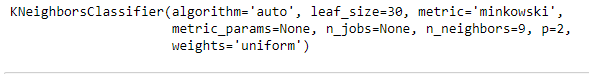 KNeighborsClassifier(algorithm='auto', leaf_size=30, metric='minkowski',
metric_params=None, n_jobs=None, n_neighbors=9, p=2,
weights='uniform')